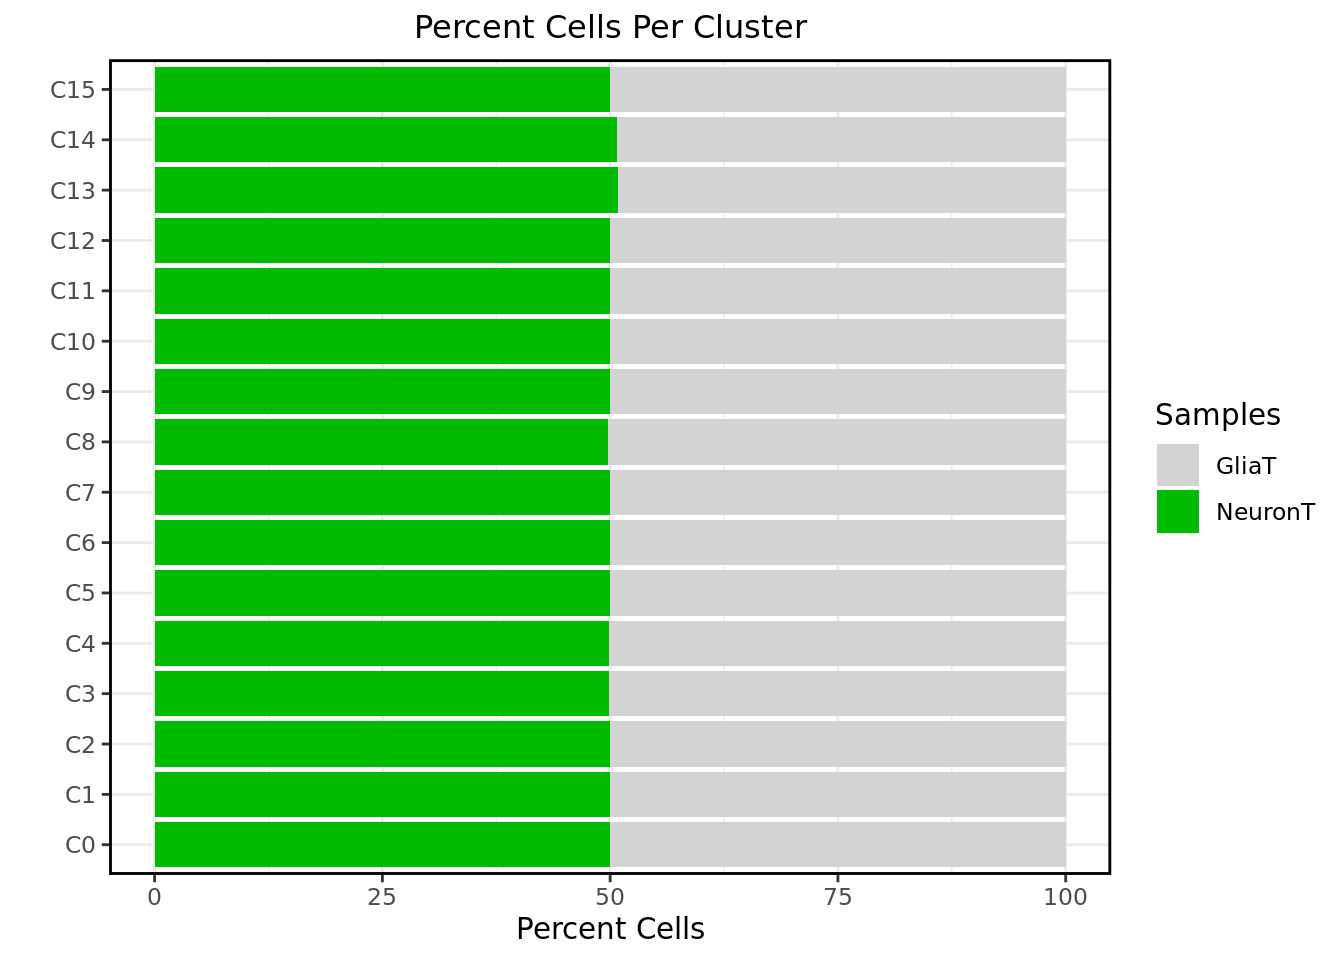 Percent Cells Per Cluster
C15
C14
C13
C12
C11
C10
C9
C8
C7
C6
C5
C4
C3
C2
C1
C0
0 25 50 75 100
Percent Cells
Samples
GliaT
NeuronT